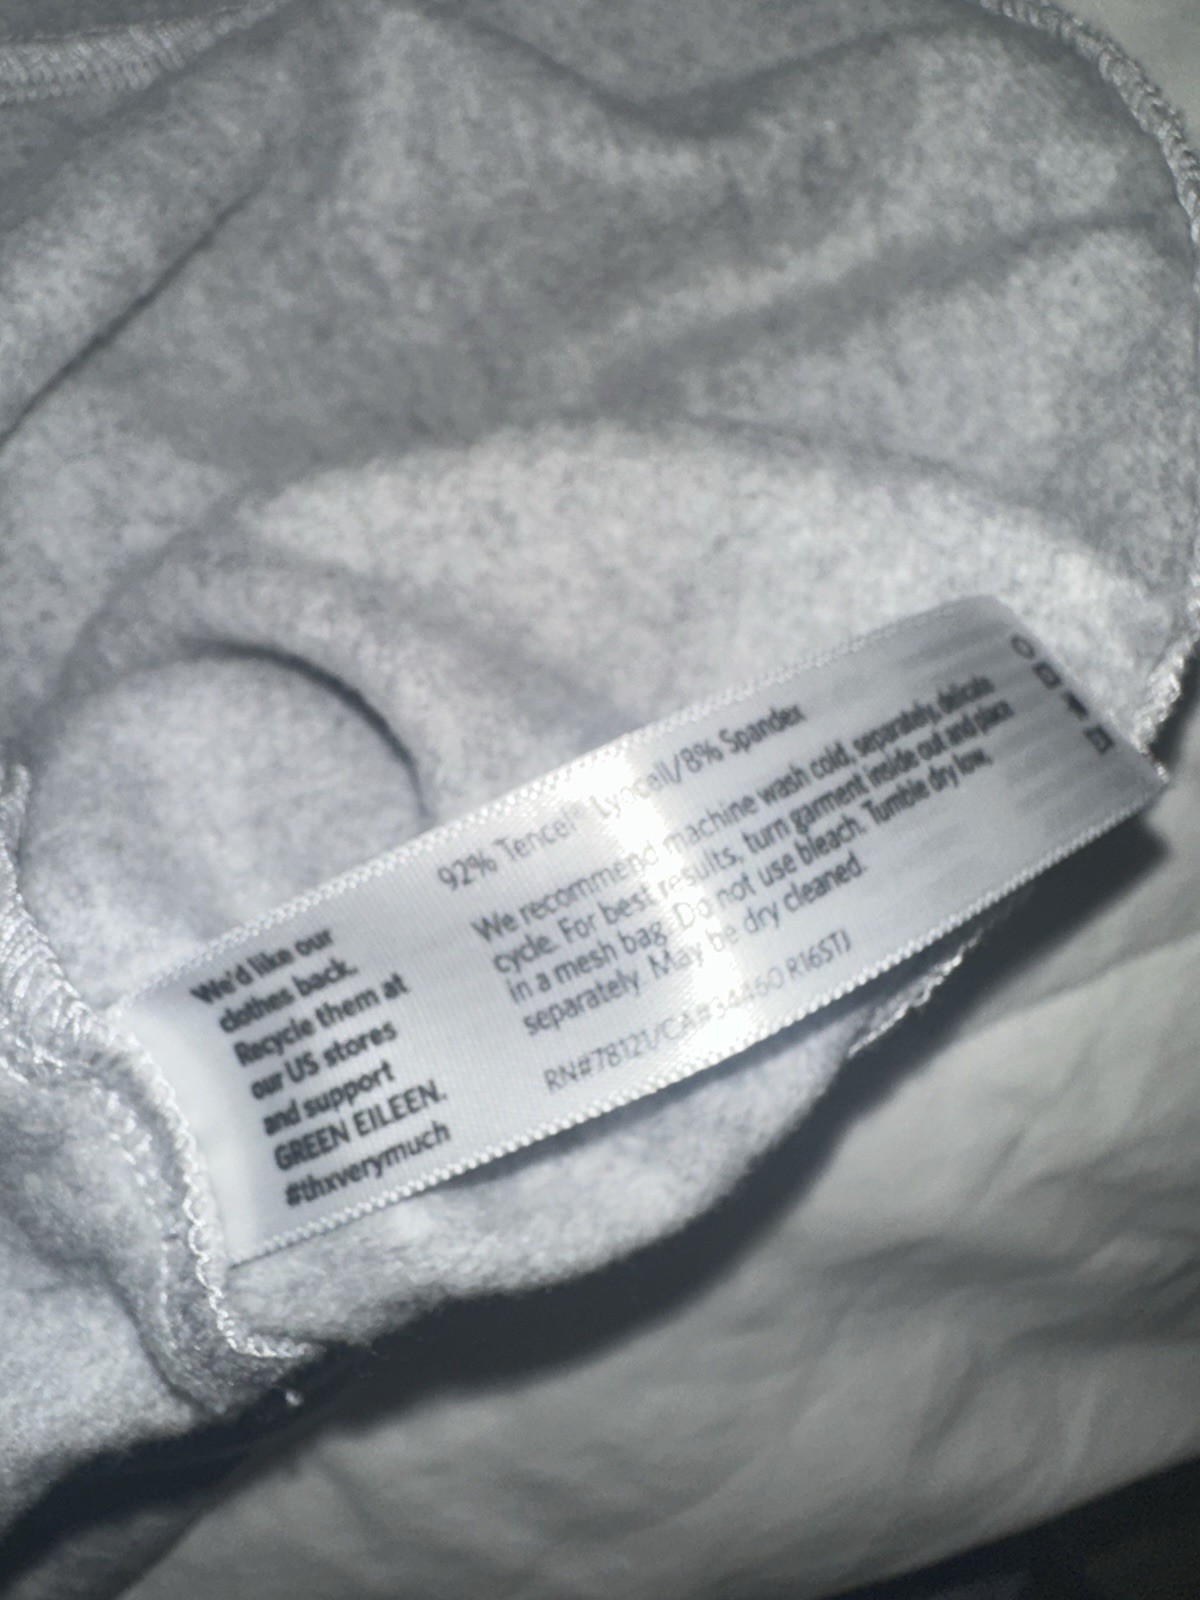 We'd like our
clothes back.
Recycle them at
our US stores
and support
GREEN EILEEN.
#thxverymuch
92% Tencel® Lyocell/8% Spandex
We recommend machine wash cold, separately, delicate
cycle. For best results, turn garment inside out and place
in a mesh bag. Do not use bleach. Tumble dry low,
separately. May be dry cleaned.
RN#78121/CA#34460 R16STJ